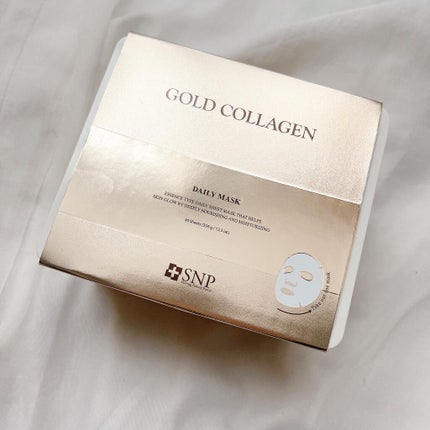 GOLD COLLAGEN
DAILY MASK
ESSENCE TYPE DAILY SHEET MASK THAT HELPS
SKIN GLOW BY DEEPLY NOURISHING AND MOISTURIZING
SNP